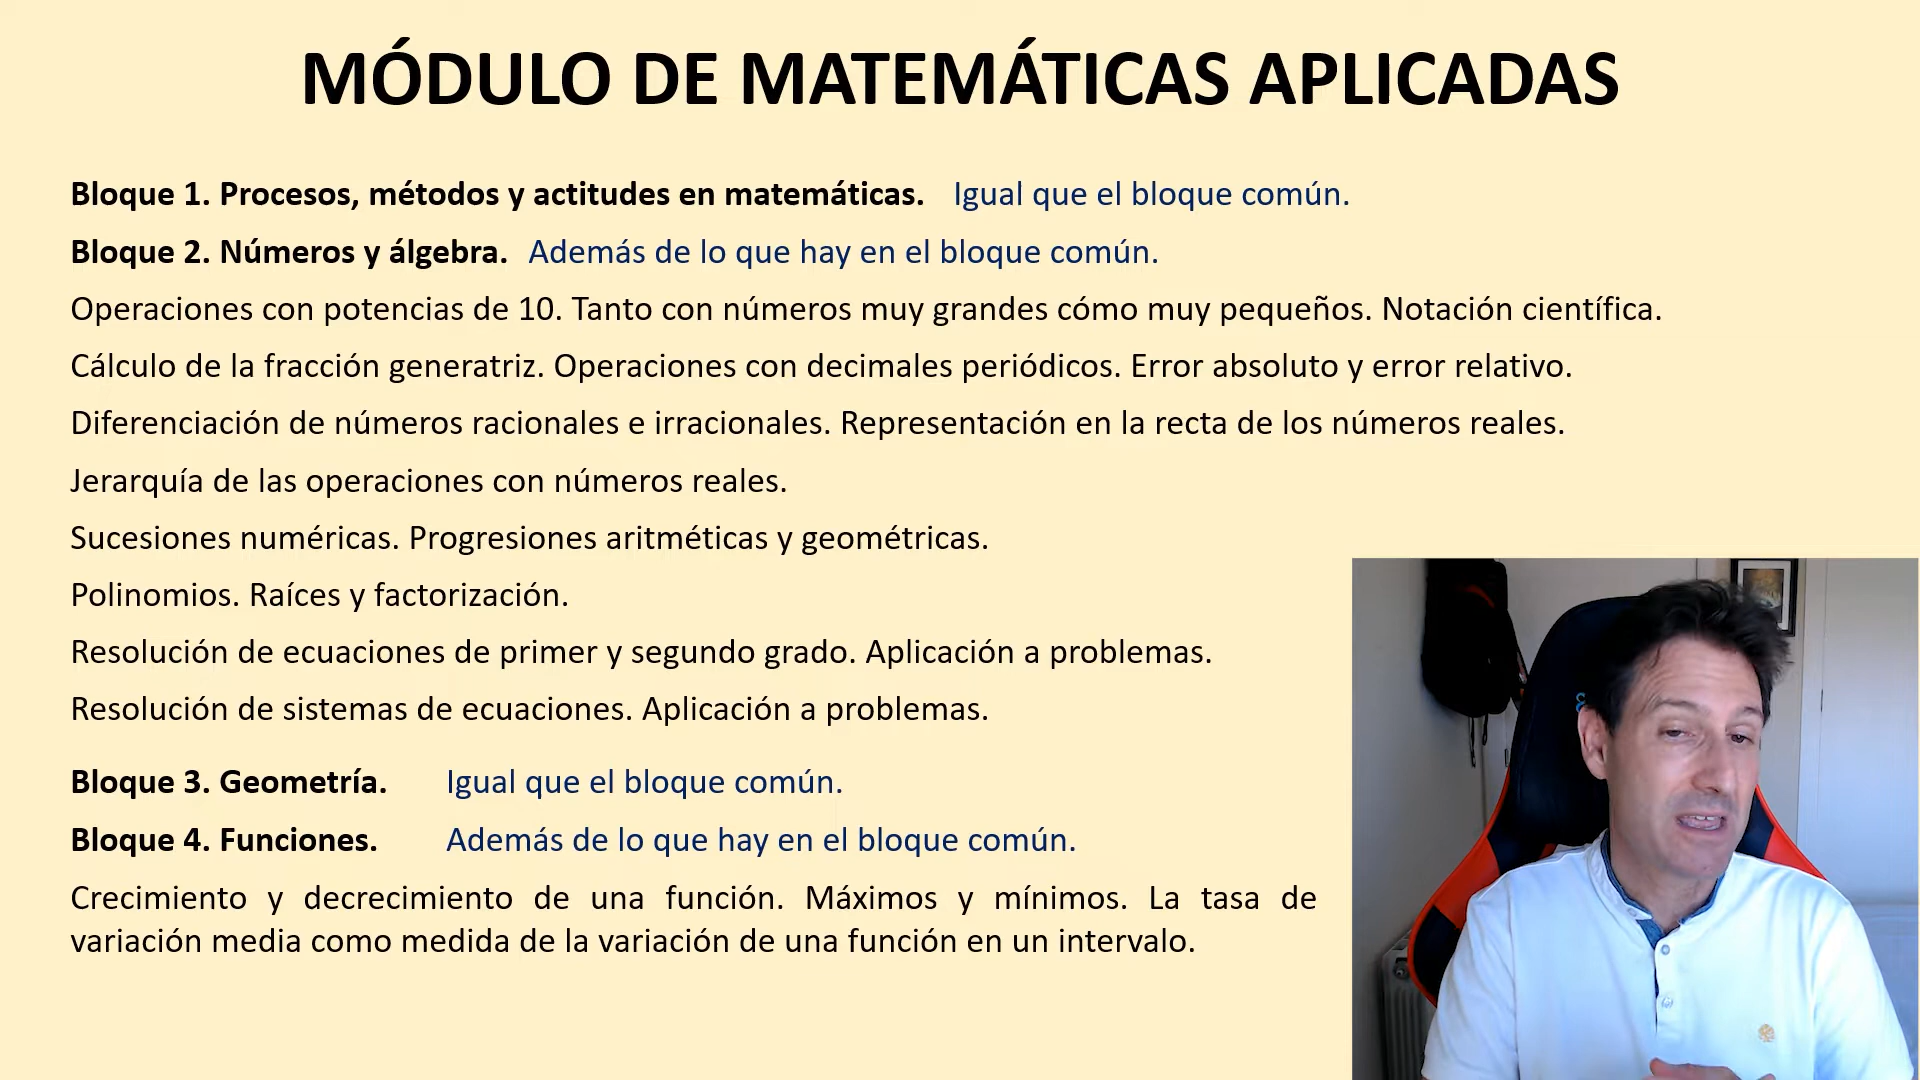 MÓDULO DE MATEMÁTICAS APLICADAS
Bloque 1. Procesos, métodos y actitudes en matemáticas. Igual que el bloque común.
Bloque 2. Números y álgebra. Además de lo que hay en el bloque común.
Operaciones con potencias de 10. Tanto con números muy grandes cómo muy pequeños. Notación científica.
Cálculo de la fracción generatriz. Operaciones con decimales periódicos. Error absoluto y error relativo.
Diferenciación de números racionales e irracionales. Representación en la recta de los números reales.
Jerarquía de las operaciones con números reales.
Sucesiones numéricas. Progresiones aritméticas y geométricas.
Polinomios. Raíces y factorización.
Resolución de ecuaciones de primer y segundo grado. Aplicación a problemas.
Resolución de sistemas de ecuaciones. Aplicación a problemas.
Bloque 3. Geometría. Igual que el bloque común.
Bloque 4. Funciones. Además de lo que hay en el bloque común.
Crecimiento y decrecimiento de una función. Máximos y mínimos. La tasa de
variación media como medida de la variación de una función en un intervalo.